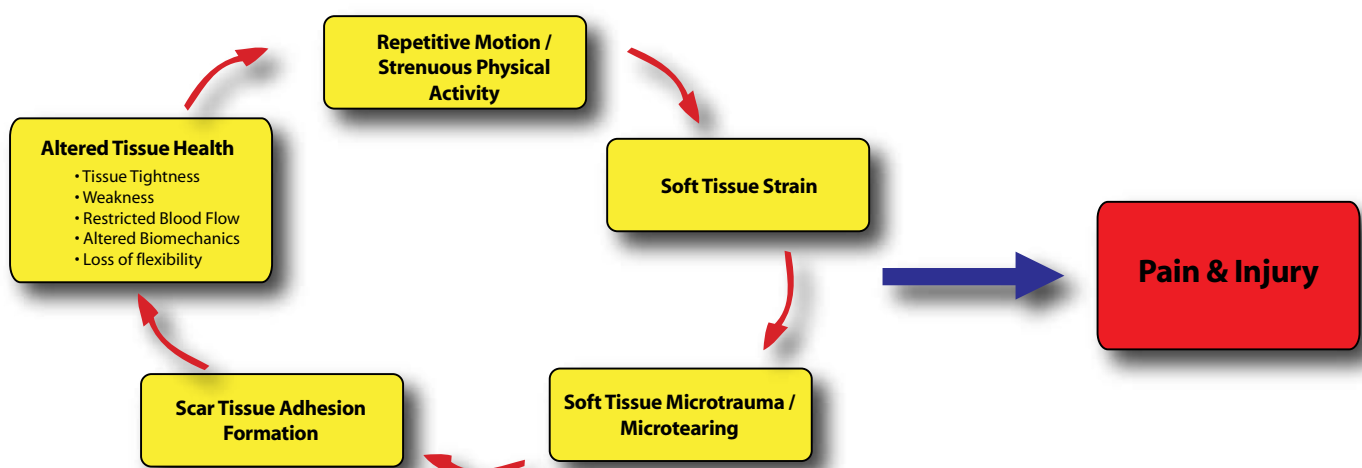 Repetitive Motion /
Strenuous Physical
Activity
Altered Tissue Health
• Tissue Tightness
• Weakness
• Restricted Blood Flow
• Altered Biomechanics
• Loss of flexibility
Soft Tissue Strain
Pain & Injury
Scar Tissue Adhesion
Formation
Soft Tissue Microtrauma /
Microtearing